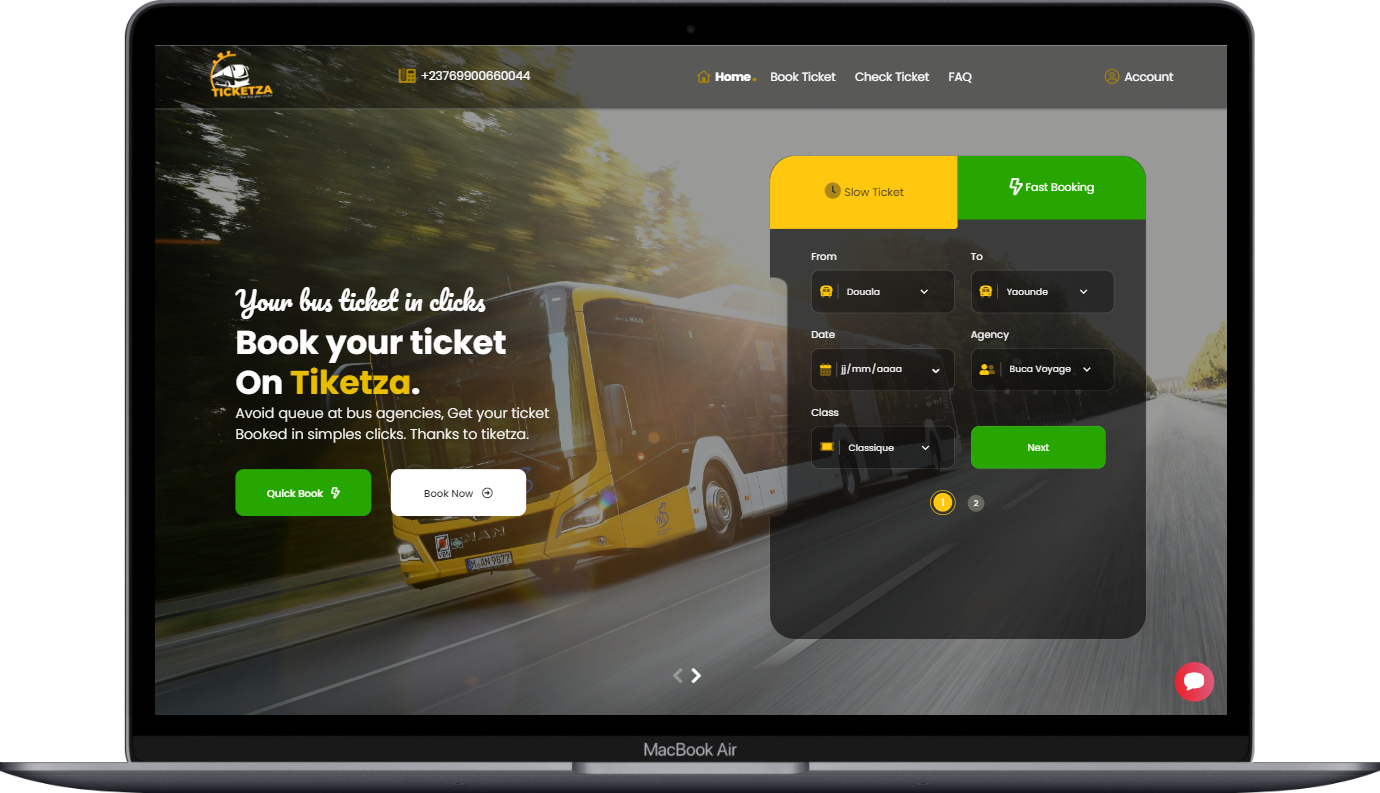 TICKETZA
+23769900660044
Home
Book Ticket
Check Ticket
FAQ
Account
Slow Ticket
Fast Booking
From
To
Douala
Yaounde
Date
Agency
jj/mm/aaaa
Buca Voyage
Class
Classique
Next
1
2
Your bus ticket in clicks
Book your ticket
On Tiketza.
Avoid queue at bus agencies, Get your ticket
Booked in simples clicks. Thanks to tiketza.
Quick Book
Book Now
MAN
M AN 9877
MacBook Air